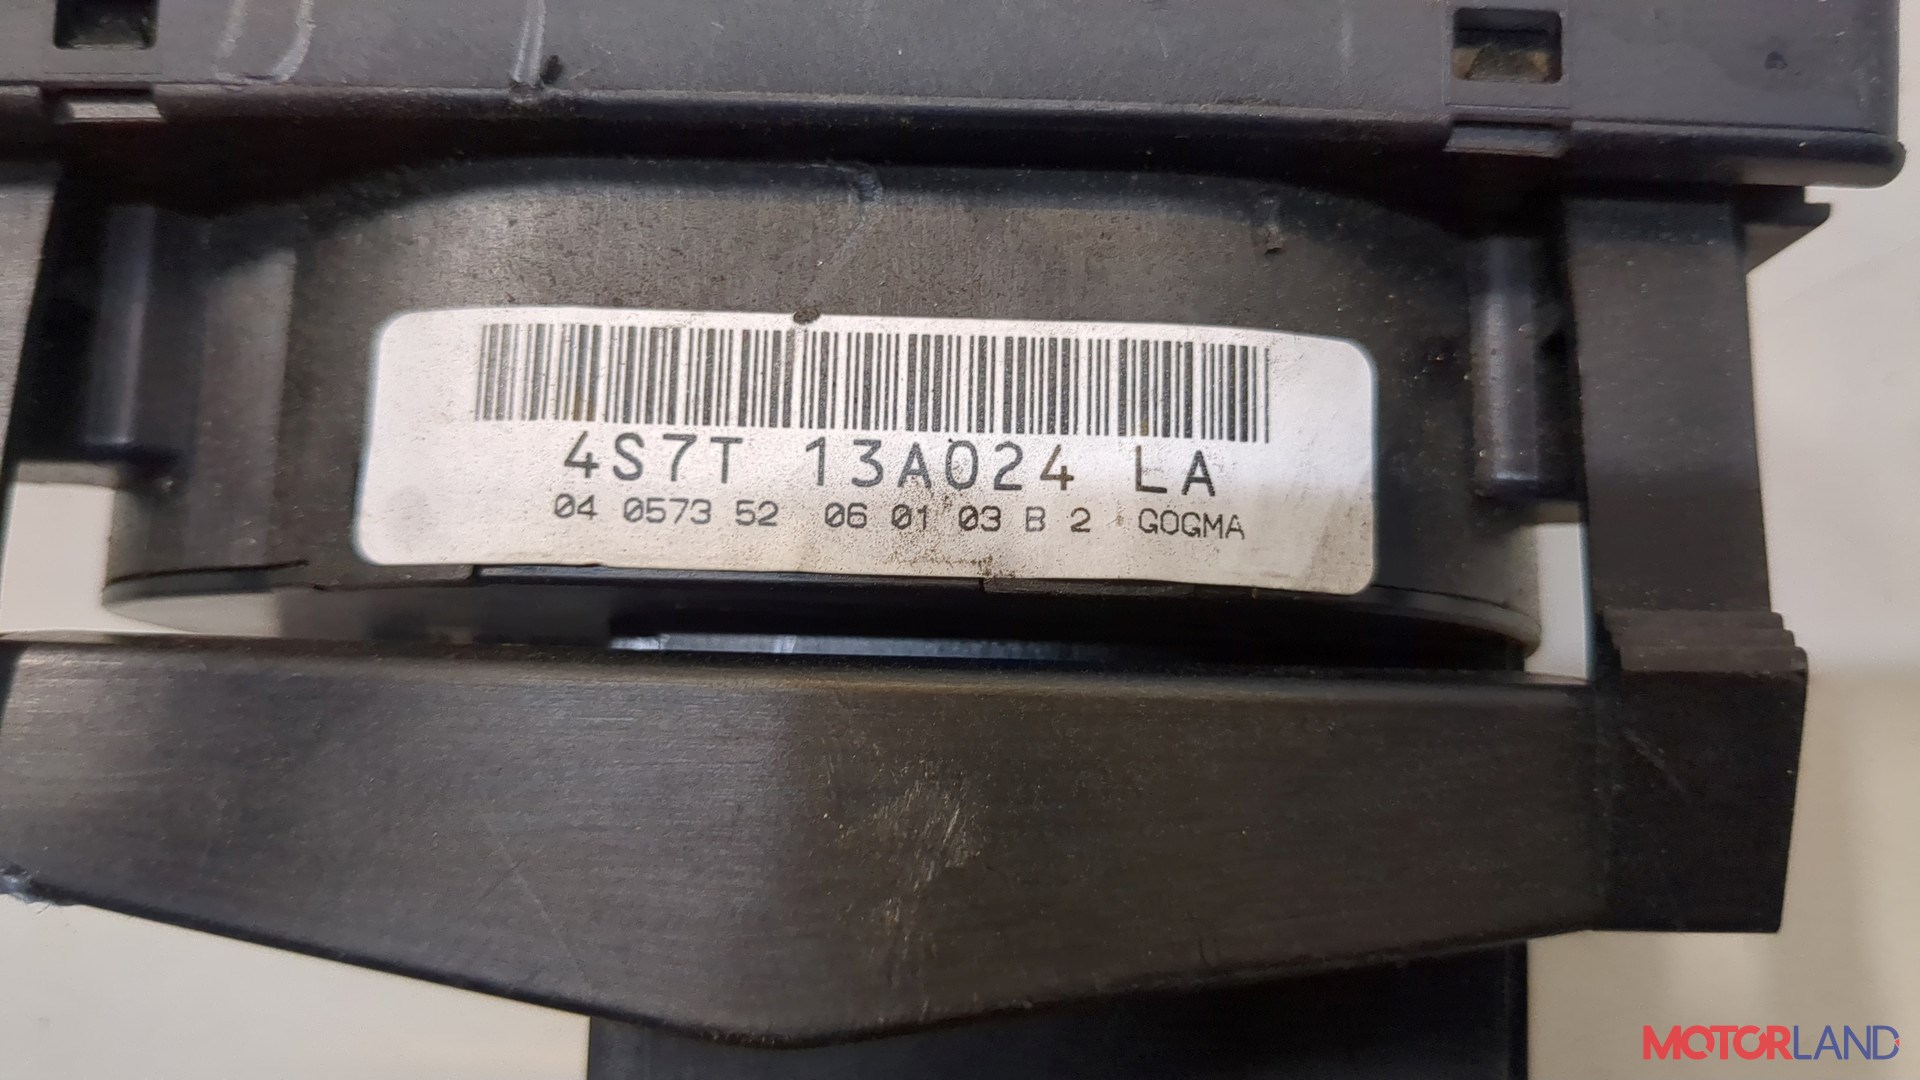 4S7T 13A024 LA
04 0573 52 06 01 03 B 2 GOGMA
MOTORLAND